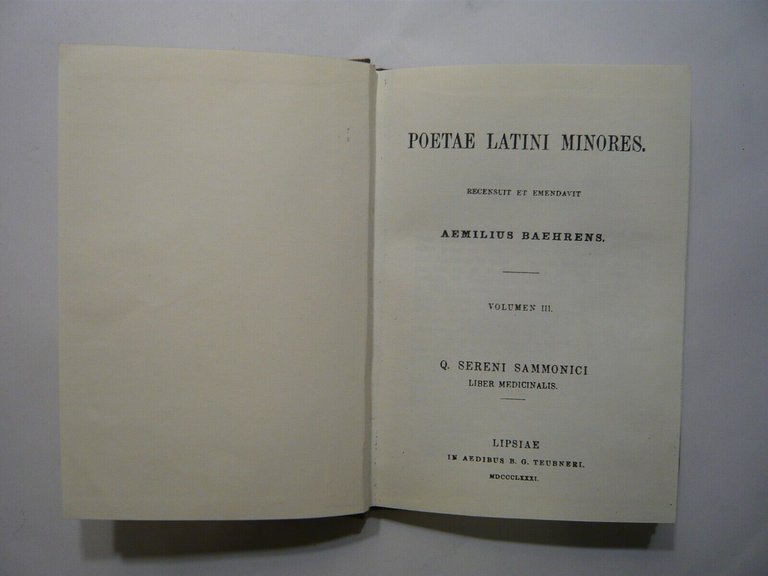 POETAE LATINI MINORES.
RECENSUIT ET EMENDAVIT
AEMILIUS BAEHRENS.
VOLUMEN III.
Q. SERENI SAMMONICI
LIBER MEDICINALIS.
LIPSIAE
IN AEDIBUS B. G. TEUBNERI.
MDCCCLXXXI.